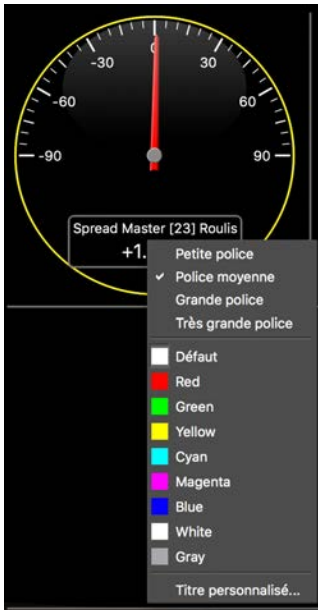 0
-30 30
-60 60
-90 90
Spread Master [23] Roulis
+1.
Petite police
✓ Police moyenne
Grande police
Très grande police
Défaut
Red
Green
Yellow
Cyan
Magenta
Blue
White
Gray
Titre personnalisé...